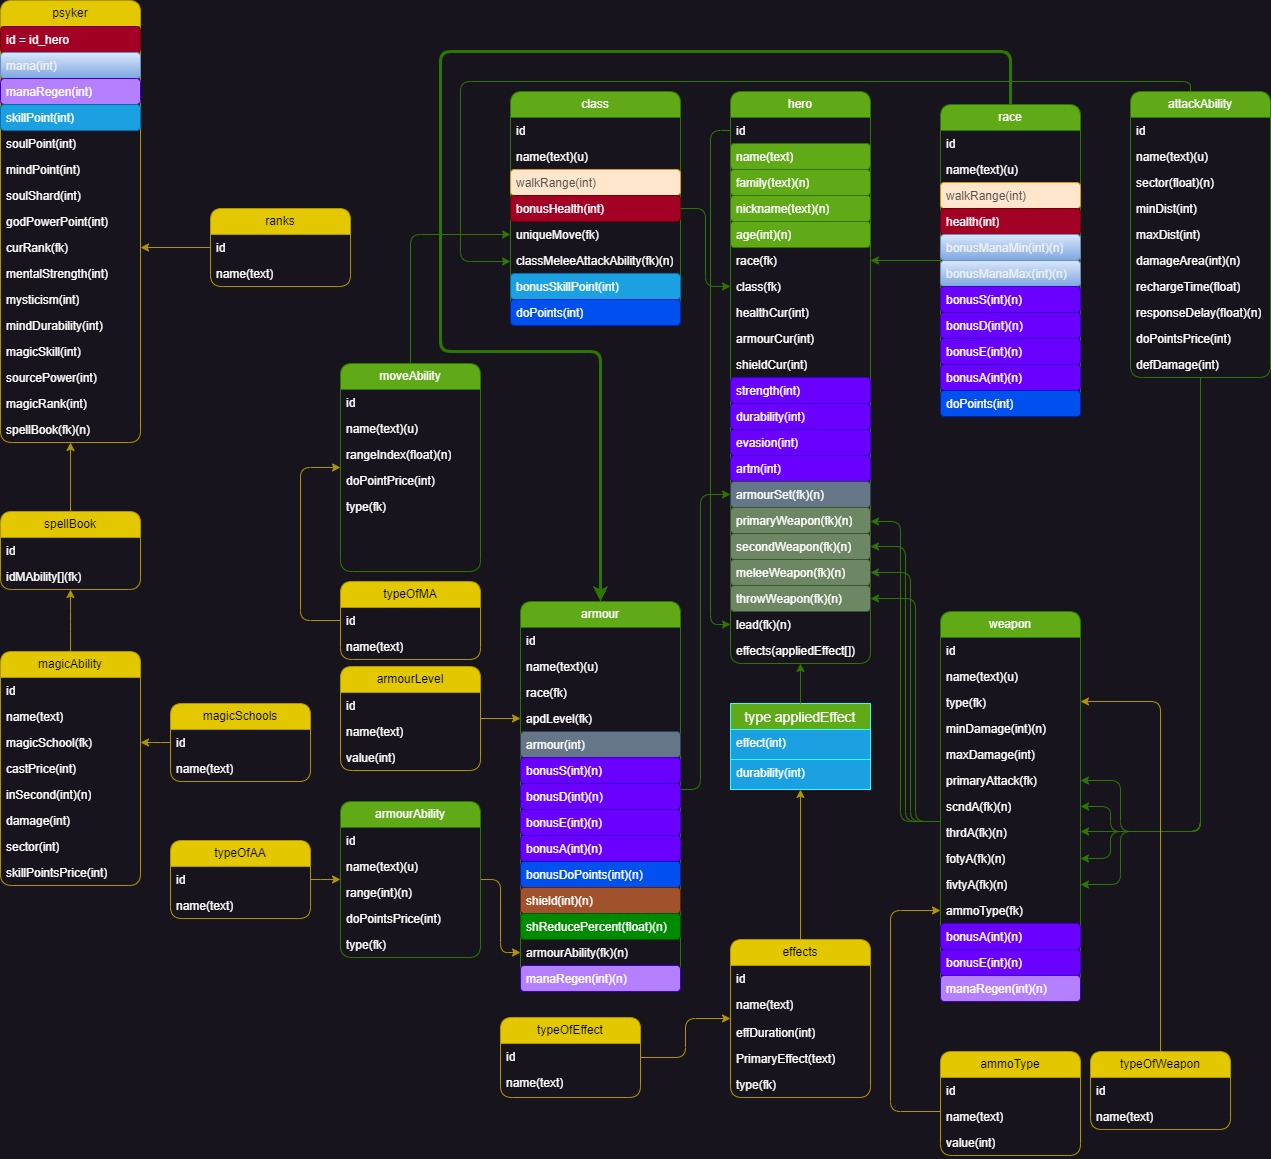 psyker
id = id_hero
mana(int)
manaRegen(int)
skillPoint(int)
soulPoint(int)
mindPoint(int)
soulShard(int)
godPowerPoint(int)
curRank(fk)
mentalStrength(int)
mysticism(int)
mindDurability(int)
magicSkill(int)
sourcePower(int)
magicRank(int)
spellBook(fk)(n)
ranks
id
name(text)
class
id
name(text)(u)
walkRange(int)
bonusHealth(int)
uniqueMove(fk)
classMeleeAttackAbility(fk)(n)
bonusSkillPoint(int)
doPoints(int)
hero
id
name(text)
family(text)(n)
nickname(text)(n)
age(int)(n)
race(fk)
class(fk)
healthCur(int)
armourCur(int)
shieldCur(int)
strength(int)
durability(int)
evasion(int)
artm(int)
armourSet(fk)(n)
primaryWeapon(fk)(n)
secondWeapon(fk)(n)
meleeWeapon(fk)(n)
throwWeapon(fk)(n)
lead(fk)(n)
effects(appliedEffect[])
race
id
name(text)(u)
walkRange(int)
health(int)
bonusManaMin(int)(n)
bonusManaMax(int)(n)
bonusS(int)(n)
bonusD(int)(n)
bonusE(int)(n)
bonusA(int)(n)
doPoints(int)
attackAbility
id
name(text)(u)
sector(float)(n)
minDist(int)
maxDist(int)
damageArea(int)(n)
rechargeTime(float)
responseDelay(float)(n)
doPointsPrice(int)
defDamage(int)
moveAbility
id
name(text)(u)
rangeIndex(float)(n)
doPointPrice(int)
type(fk)
spellBook
id
idMAbility[](fk)
typeOfMA
id
name(text)
magicAbility
id
name(text)
magicSchool(fk)
castPrice(int)
inSecond(int)(n)
damage(int)
sector(int)
skillPointsPrice(int)
magicSchools
id
name(text)
typeOfAA
id
name(text)
armourLevel
id
name(text)
value(int)
armourAbility
id
name(text)(u)
range(int)(n)
doPointsPrice(int)
type(fk)
armour
id
name(text)(u)
race(fk)
apdLevel(fk)
armour(int)
bonusS(int)(n)
bonusD(int)(n)
bonusE(int)(n)
bonusA(int)(n)
bonusDoPoints(int)(n)
shield(int)(n)
shReducePercent(float)(n)
armourAbility(fk)(n)
manaRegen(int)(n)
type appliedEffect
effect(int)
durability(int)
weapon
id
name(text)(u)
type(fk)
minDamage(int)(n)
maxDamage(int)
primaryAttack(fk)
scndA(fk)(n)
thrdA(fk)(n)
fotyA(fk)(n)
fivtyA(fk)(n)
ammoType(fk)
bonusA(int)(n)
bonusE(int)(n)
manaRegen(int)(n)
effects
id
name(text)
effDuration(int)
PrimaryEffect(text)
type(fk)
typeOfEffect
id
name(text)
ammoType
id
name(text)
value(int)
typeOfWeapon
id
name(text)